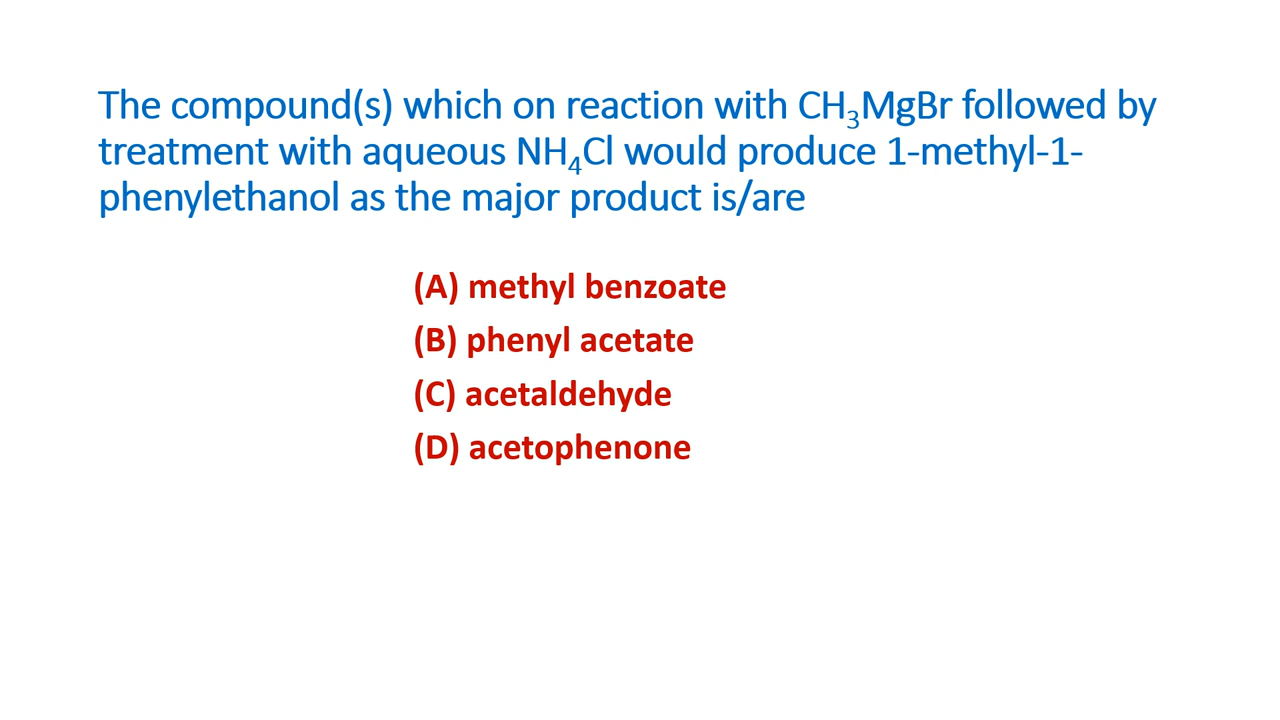 The compound(s) which on reaction with CH₃MgBr followed by
treatment with aqueous NH₄Cl would produce 1-methyl-1-
phenylethanol as the major product is/are
(A) methyl benzoate
(B) phenyl acetate
(C) acetaldehyde
(D) acetophenone